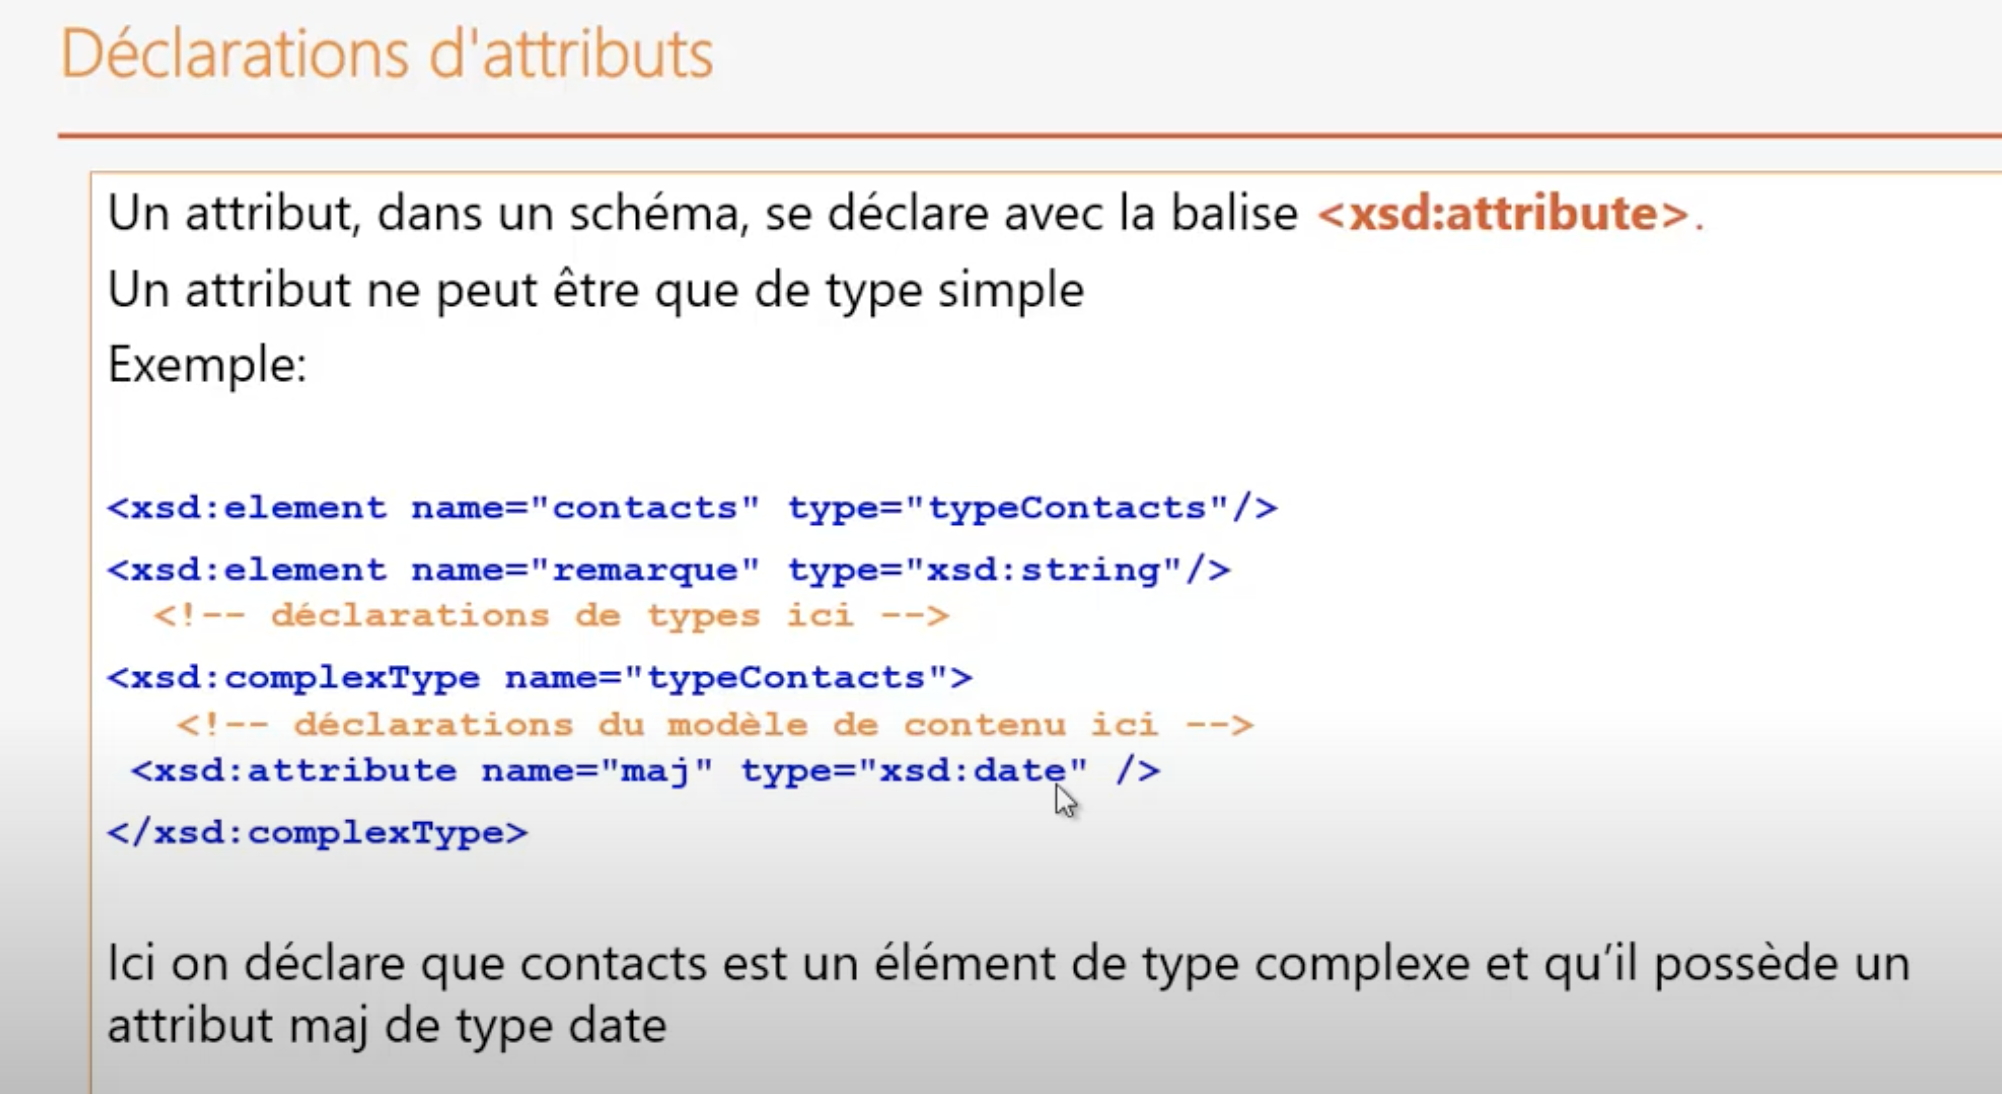 Déclarations d'attributs
Un attribut, dans un schéma, se déclare avec la balise <xsd:attribute>.
Un attribut ne peut être que de type simple
Exemple:
<xsd:element name="contacts" type="typeContacts"/>
<xsd:element name="remarque" type="xsd:string"/>
<!-- déclarations de types ici -->
<xsd:complexType name="typeContacts">
<!-- déclarations du modèle de contenu ici -->
<xsd:attribute name="maj" type="xsd:date" />
</xsd:complexType>
Ici on déclare que contacts est un élément de type complexe et qu’il possède un
attribut maj de type date